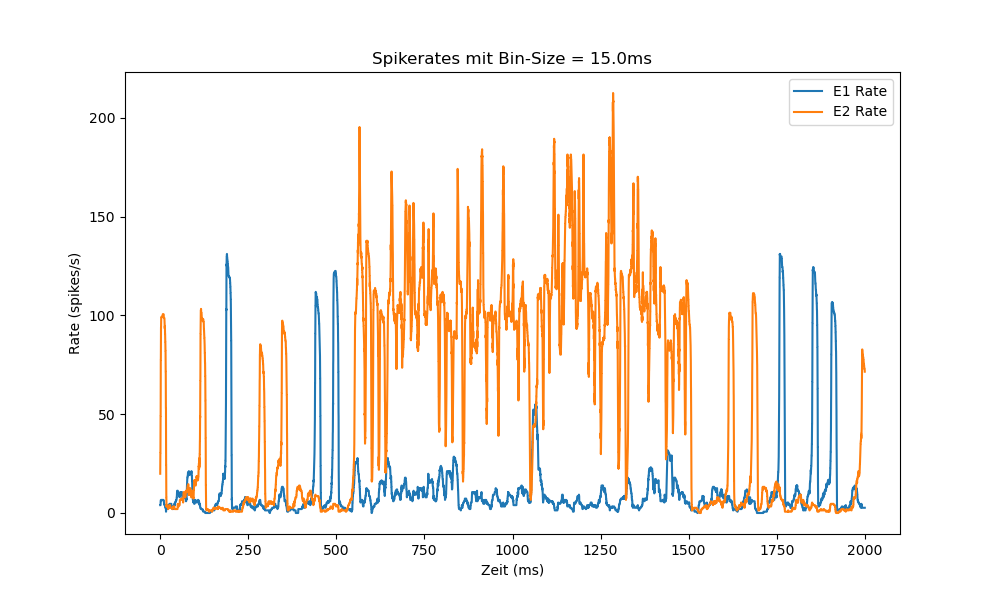 Spikerates mit Bin-Size = 15.0ms
E1 Rate
E2 Rate
Rate (spikes/s)
200
150
100
50
0
0 250 500 750 1000 1250 1500 1750 2000
Zeit (ms)